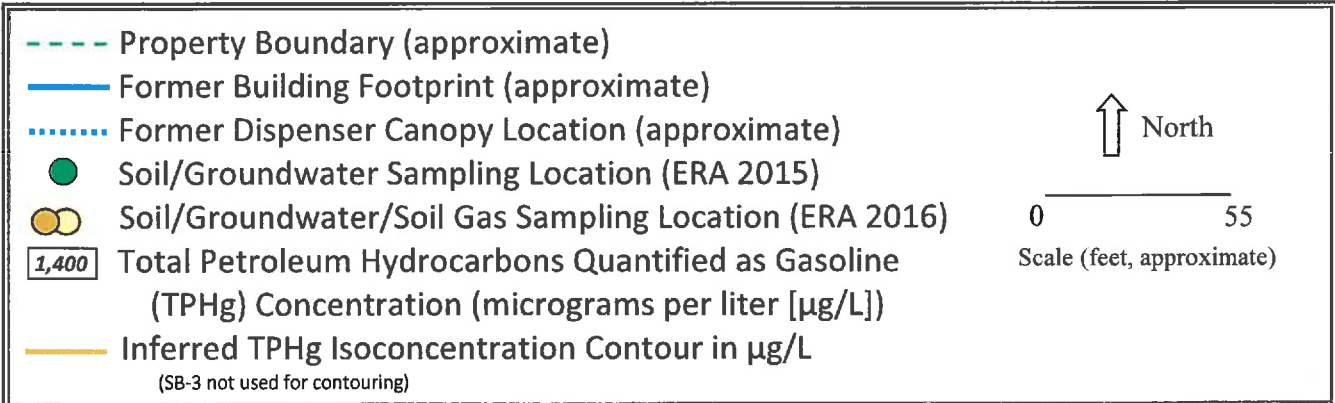 Property Boundary (approximate)
Former Building Footprint (approximate)
Former Dispenser Canopy Location (approximate)
Soil/Groundwater Sampling Location (ERA 2015)
Soil/Groundwater/Soil Gas Sampling Location (ERA 2016)
1,400 Total Petroleum Hydrocarbons Quantified as Gasoline
(TPHg) Concentration (micrograms per liter [µg/L])
Inferred TPHg Isoconcentration Contour in µg/L
(SB-3 not used for contouring)
North
0 55
Scale (feet, approximate)